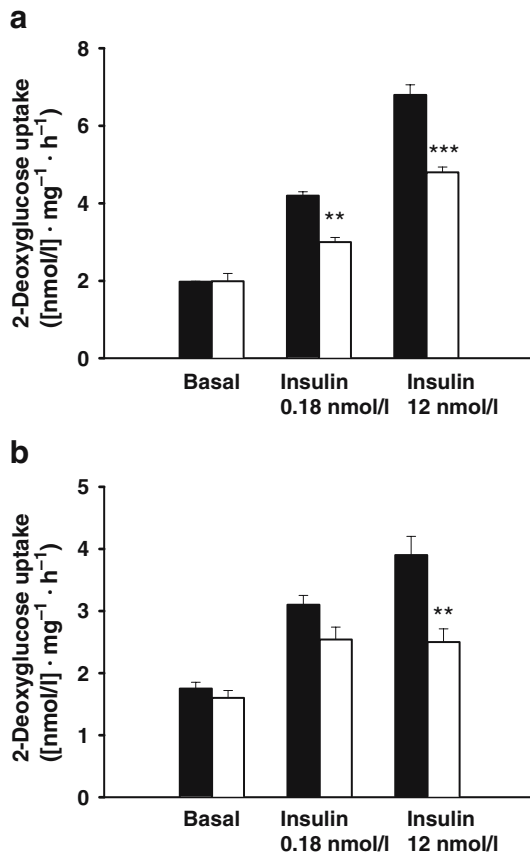 a
2-Deoxyglucose uptake
([nmol/l] · mg⁻¹ · h⁻¹)
8
6
4
2
0
**
***
Basal
Insulin
0.18 nmol/l
Insulin
12 nmol/l
b
2-Deoxyglucose uptake
([nmol/l] · mg⁻¹ · h⁻¹)
5
4
3
2
1
0
**
Basal
Insulin
0.18 nmol/l
Insulin
12 nmol/l